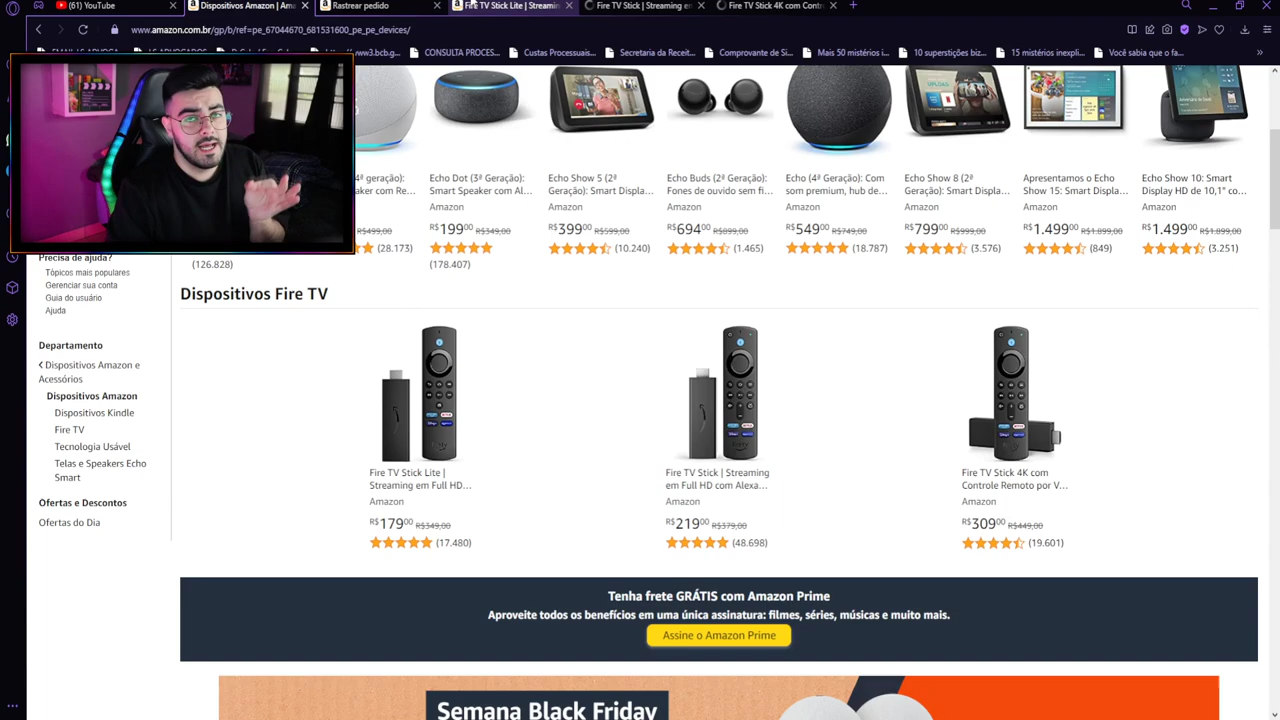 (61) YouTube
Dispositivos Amazon | Ama
Rastrear pedido
Fire TV Stick Lite | Streamin
Fire TV Stick | Streaming e
Fire TV Stick 4K com Contr
www.amazon.com.br/gp/b/ref=pe_67044670_681531600_pe_pe_devices/
CONSULTA PROCES...
Custas Processuais...
Secretaria da Receit...
Comprovante de Si...
Mais 50 mistérios i...
10 superstições biz...
15 mistérios inexpli...
Você sabia que o fa...
4ª geração):
aker com Re...
R$499,00
(28.173)
(126.828)
Echo Dot (3ª Geração):
Smart Speaker com Al...
Amazon
R$199,00 R$349,00
(178.407)
Echo Show 5 (2ª
Geração): Smart Displa...
Amazon
R$399,00 R$599,00
(10.240)
Echo Buds (2ª Geração):
Fones de ouvido sem fi...
Amazon
R$694,00 R$899,00
(1.465)
Echo (4ª Geração): Com
som premium, hub de...
Amazon
R$549,00 R$749,00
(18.787)
Echo Show 8 (2ª
Geração): Smart Displa...
Amazon
R$799,00 R$999,00
(3.576)
Apresentamos o Echo
Show 15: Smart Displa...
Amazon
R$1.499,00 R$1.899,00
(849)
Echo Show 10: Smart
Display HD de 10,1" co...
Amazon
R$1.499,00 R$1.899,00
(3.251)
Precisa de ajuda?
Tópicos mais populares
Gerenciar sua conta
Guia do usuário
Ajuda
Departamento
Dispositivos Amazon e
Acessórios
Dispositivos Amazon
Dispositivos Kindle
Fire TV
Tecnologia Usável
Telas e Speakers Echo
Smart
Ofertas e Descontos
Ofertas do Dia
Dispositivos Fire TV
Fire TV Stick Lite |
Streaming em Full HD...
Amazon
R$179,00 R$349,00
(17.480)
Fire TV Stick | Streaming
em Full HD com Alexa...
Amazon
R$219,00 R$379,00
(48.698)
Fire TV Stick 4K com
Controle Remoto por V...
Amazon
R$309,00 R$449,00
(19.601)
Tenha frete GRÁTIS com Amazon Prime
Aproveite todos os benefícios em uma única assinatura: filmes, séries, músicas e muito mais.
Assine o Amazon Prime
Semana Black Friday